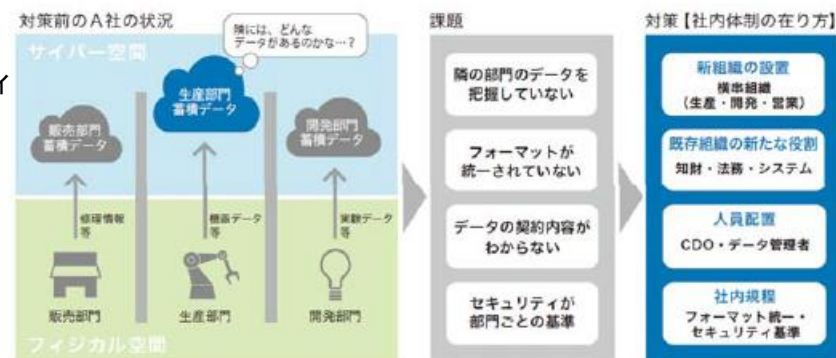 対策前のA社の状況
サイバー空間
隣には、どんな
データがあるのかな…？
販売部門
蓄積データ
生産部門
蓄積データ
開発部門
蓄積データ
修理情報
等
機器データ
等
実験データ
等
販売部門
生産部門
開発部門
フィジカル空間
ィ
課題
隣の部門のデータを
把握していない
フォーマットが
統一されていない
データの契約内容が
わからない
セキュリティが
部門ごとの基準
対策【社内体制の在り方】
新組織の設置
横串組織
（生産・開発・営業）
既存組織の新たな役割
知財・法務・システム
人員配置
CDO・データ管理者
社内規程
フォーマット統一・
セキュリティ基準